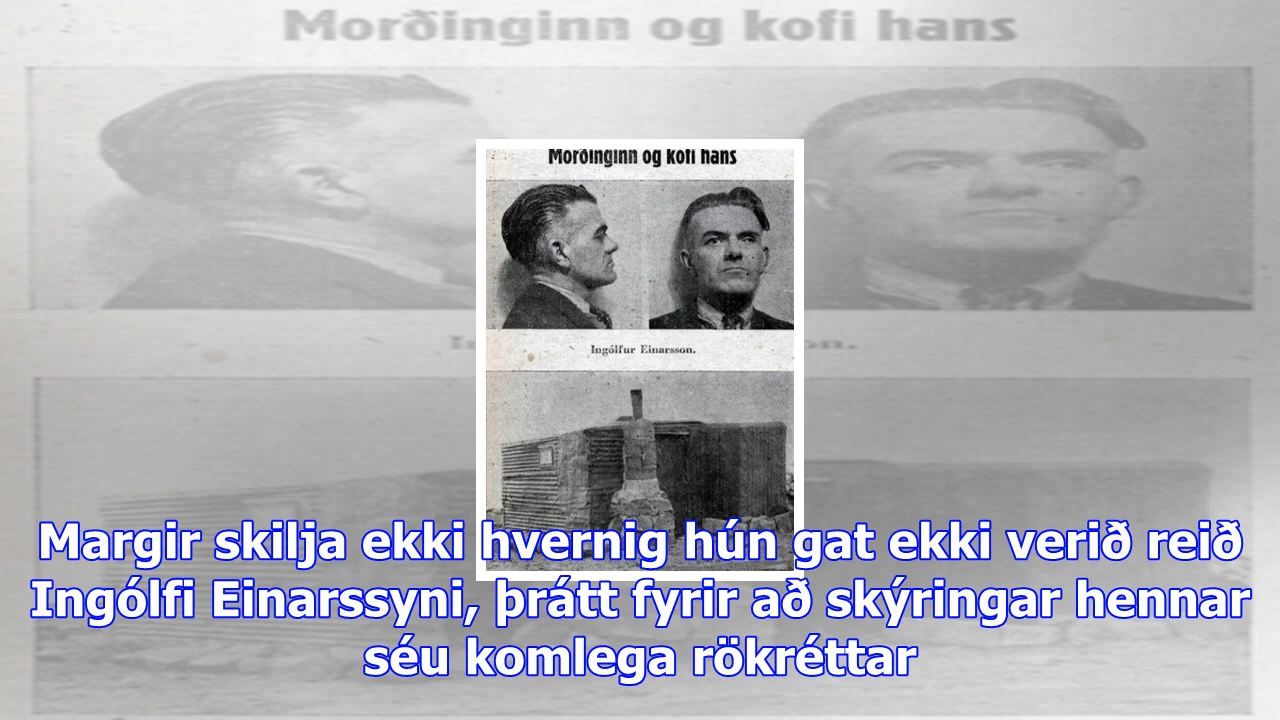 Morðinginn og kofi hans
Morðinginn og kofi hans
Ingólfur Einarsson.
Margir skilja ekki hvernig hún gat ekki verið reið
Ingólfi Einarssyni, þrátt fyrir að skýringar hennar
séu komlega rökréttar